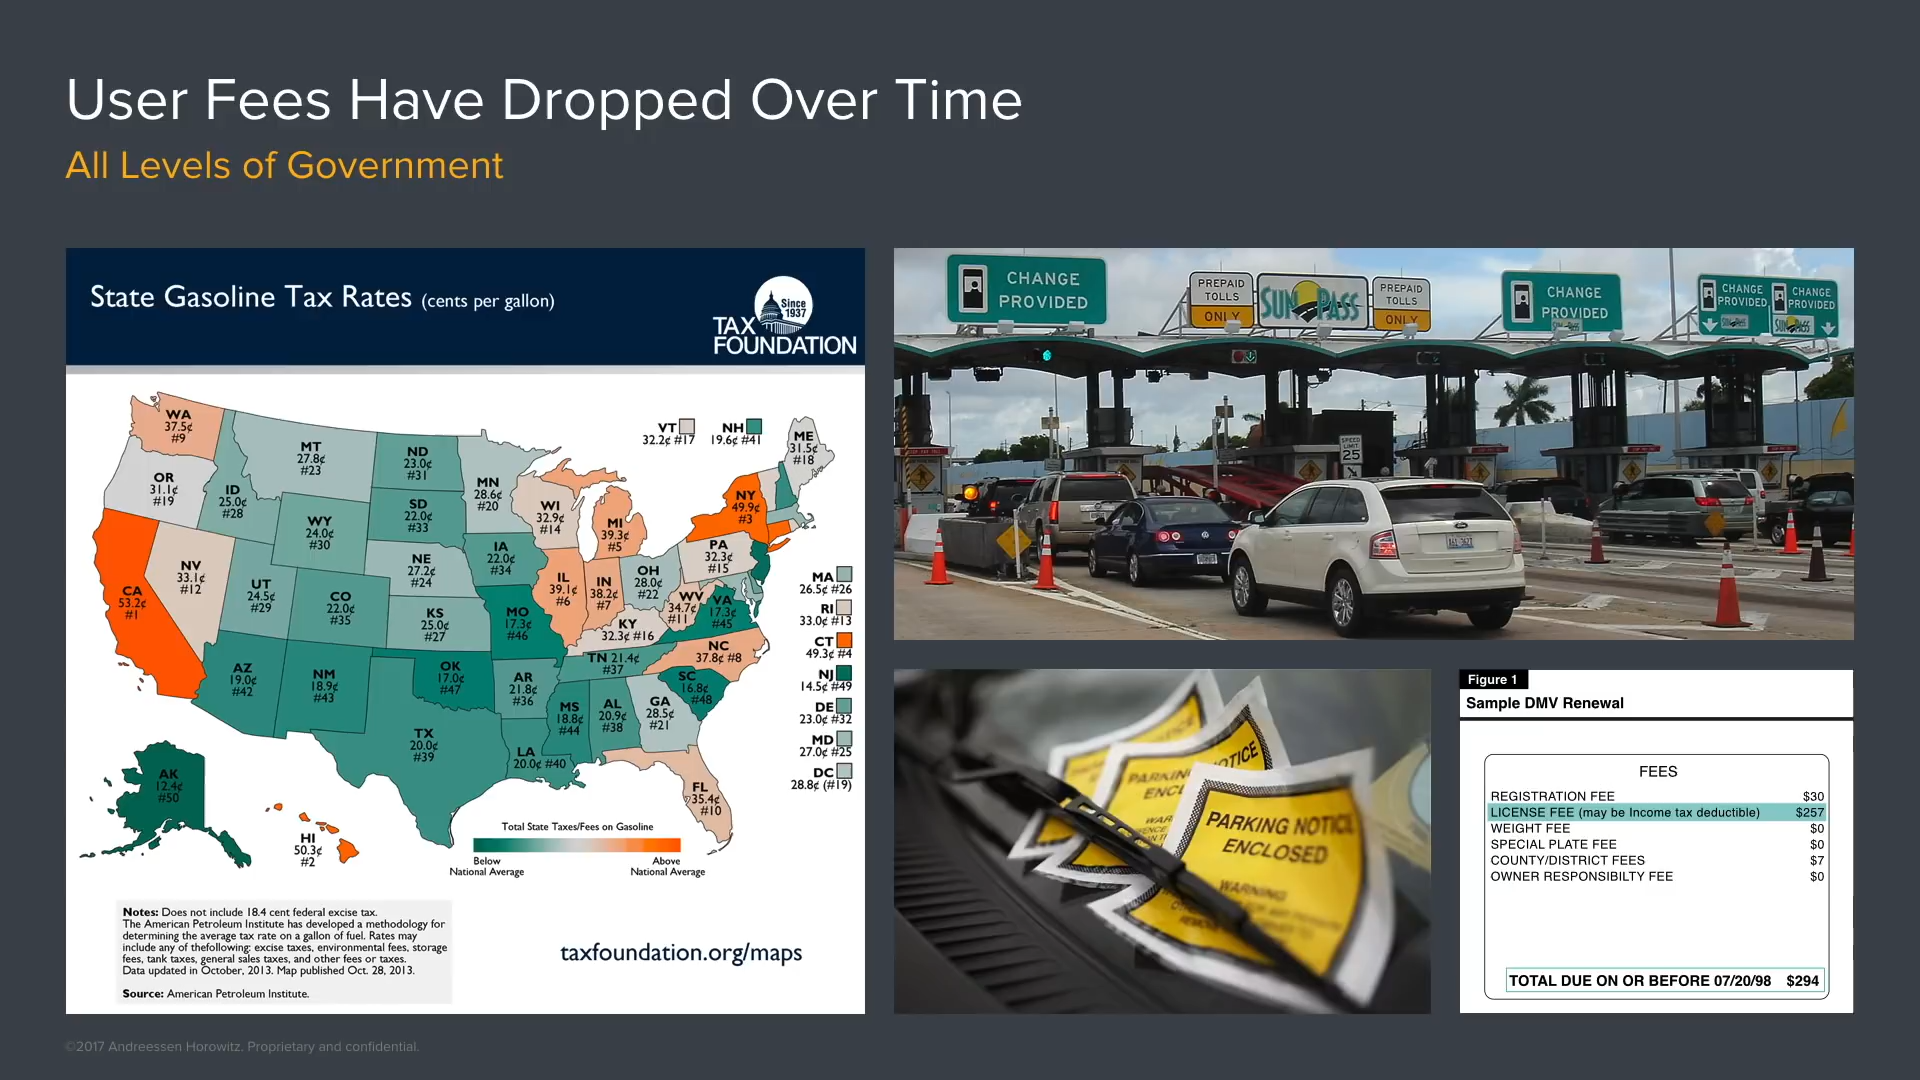 User Fees Have Dropped Over Time
All Levels of Government
State Gasoline Tax Rates (cents per gallon)
Since
1937
TAX
FOUNDATION
WA
37.5¢
#9
MT
27.8¢
#23
ND
23.0¢
#31
VT
32.2¢ #17
NH
19.6¢ #41
ME
31.5¢
#18
OR
31.1¢
#19
ID
25.0¢
#28
SD
22.0¢
#33
MN
28.6¢
#20
WI
32.9¢
#14
MI
39.3¢
#5
NY
49.9¢
#3
WY
24.0¢
#30
NE
27.2¢
#24
IA
22.0¢
#34
PA
32.3¢
#15
NV
33.1¢
#12
UT
24.5¢
#29
CO
22.0¢
#35
KS
25.0¢
#27
IL
39.1¢
#6
IN
38.2¢
#7
OH
28.0¢
#22
WV
34.7¢
#11
VA
17.3¢
#45
CA
53.2¢
#1
MO
17.3¢
#46
KY
32.3¢ #16
NC
37.8¢ #8
TN 21.4¢
#37
SC
16.8¢
#48
AZ
19.0¢
#42
NM
18.9¢
#43
OK
17.0¢
#47
AR
21.8¢
#36
MS
18.8¢
#44
AL
20.9¢
#38
GA
28.5¢
#21
TX
20.0¢
#39
LA
20.0¢ #40
FL
35.4¢
#10
AK
12.4¢
#50
HI
50.3¢
#2
MA
26.5¢ #26
RI
33.0¢ #13
CT
49.3¢ #4
NJ
14.5¢ #49
DE
23.0¢ #32
MD
27.0¢ #25
DC
28.8¢ (#19)
Total State Taxes/Fees on Gasoline
Below
National Average
Above
National Average
Notes: Does not include 18.4 cent federal excise tax.
The American Petroleum Institute has developed a methodology for
determining the average tax rate on a gallon of fuel. Rates may
include any of thefollowing: excise taxes, environmental fees, storage
fees, tank taxes, general sales taxes, and other fees or taxes.
Data updated in October, 2013. Map published Oct. 28, 2013.
Source: American Petroleum Institute.
taxfoundation.org/maps
CHANGE
PROVIDED
PREPAID
TOLLS
ONLY
SUNPASS
PREPAID
TOLLS
ONLY
CHANGE
PROVIDED
CHANGE
PROVIDED
CHANGE
PROVIDED
SPEED
LIMIT
25
PARKING NOTICE
ENCLOSED
WARNING
Figure 1
Sample DMV Renewal
FEES
REGISTRATION FEE $30
LICENSE FEE (may be Income tax deductible) $257
WEIGHT FEE $0
SPECIAL PLATE FEE $0
COUNTY/DISTRICT FEES $7
OWNER RESPONSIBILTY FEE $0
TOTAL DUE ON OR BEFORE 07/20/98 $294
©2017 Andreessen Horowitz. Proprietary and confidential.